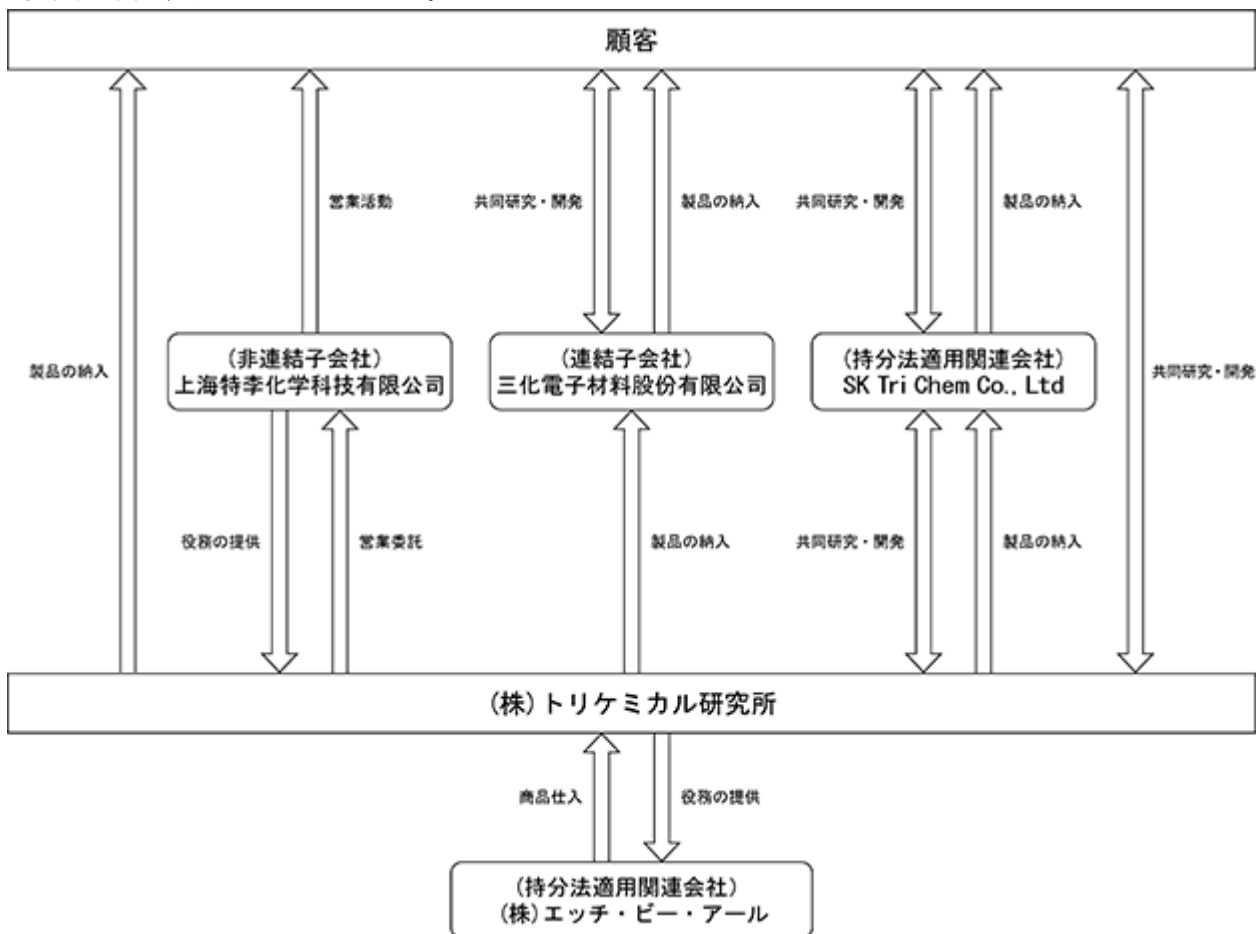 顧客
営業活動
共同研究・開発
製品の納入
共同研究・開発
製品の納入
製品の納入
(非連結子会社)
上海特李化学科技有限公司
(連結子会社)
三化電子材料股份有限公司
(持分法適用関連会社)
SK Tri Chem Co., Ltd
共同研究・開発
役務の提供
営業委託
製品の納入
共同研究・開発
製品の納入
(株)トリケミカル研究所
商品仕入
役務の提供
(持分法適用関連会社)
(株)エッチ・ビー・アール